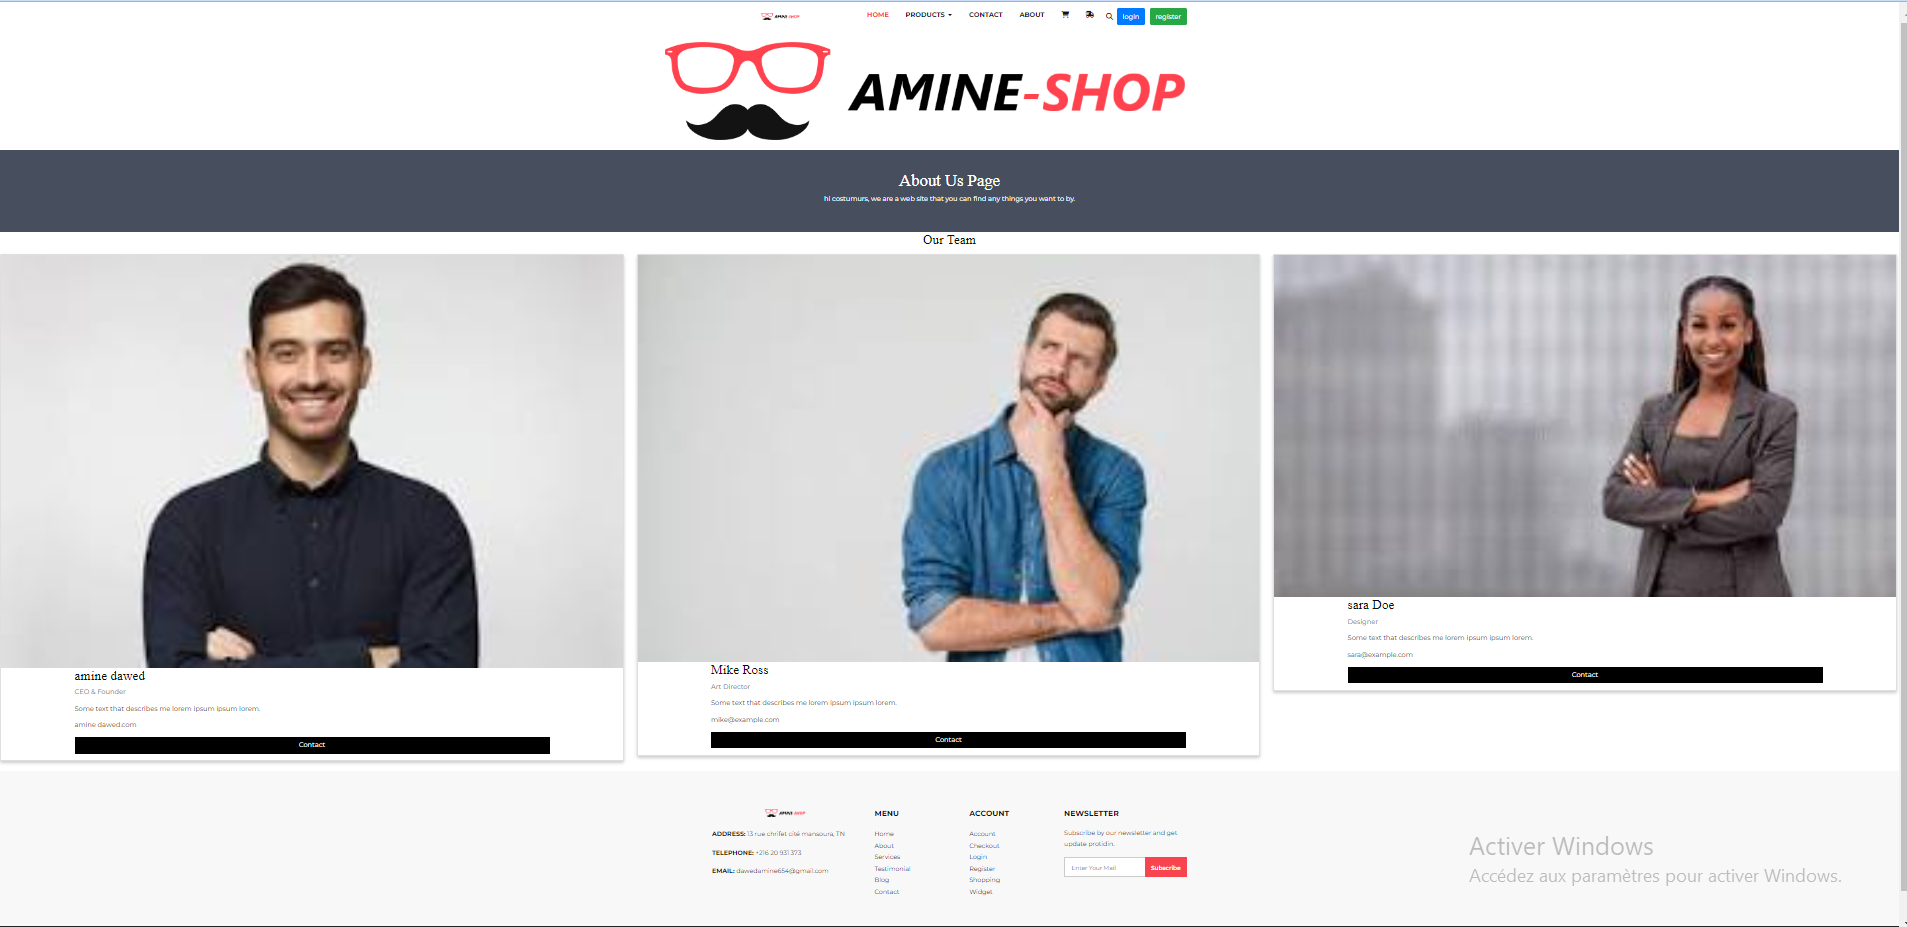 AMINE-SHOP
HOME PRODUCTS CONTACT ABOUT login register
AMINE-SHOP
About Us Page
hi costumurs, we are a web site that you can find any things you want to by.
Our Team
amine dawed
CEO & Founder
Some text that describes me lorem ipsum ipsum lorem.
amine dawed.com
Contact
Mike Ross
Art Director
Some text that describes me lorem ipsum ipsum lorem.
mike@example.com
Contact
sara Doe
Designer
Some text that describes me lorem ipsum ipsum lorem.
sara@example.com
Contact
AMINE-SHOP
ADDRESS: 13 rue chrifet cité mansoura, TN
TELEPHONE: +216 20 931 373
EMAIL: dawedamine654@gmail.com
MENU
Home
About
Services
Testimonial
Blog
Contact
ACCOUNT
Account
Checkout
Login
Register
Shopping
Widget
NEWSLETTER
Subscribe by our newsletter and get
update protidin.
Enter Your Mail Subscribe
Activer Windows
Accédez aux paramètres pour activer Windows.